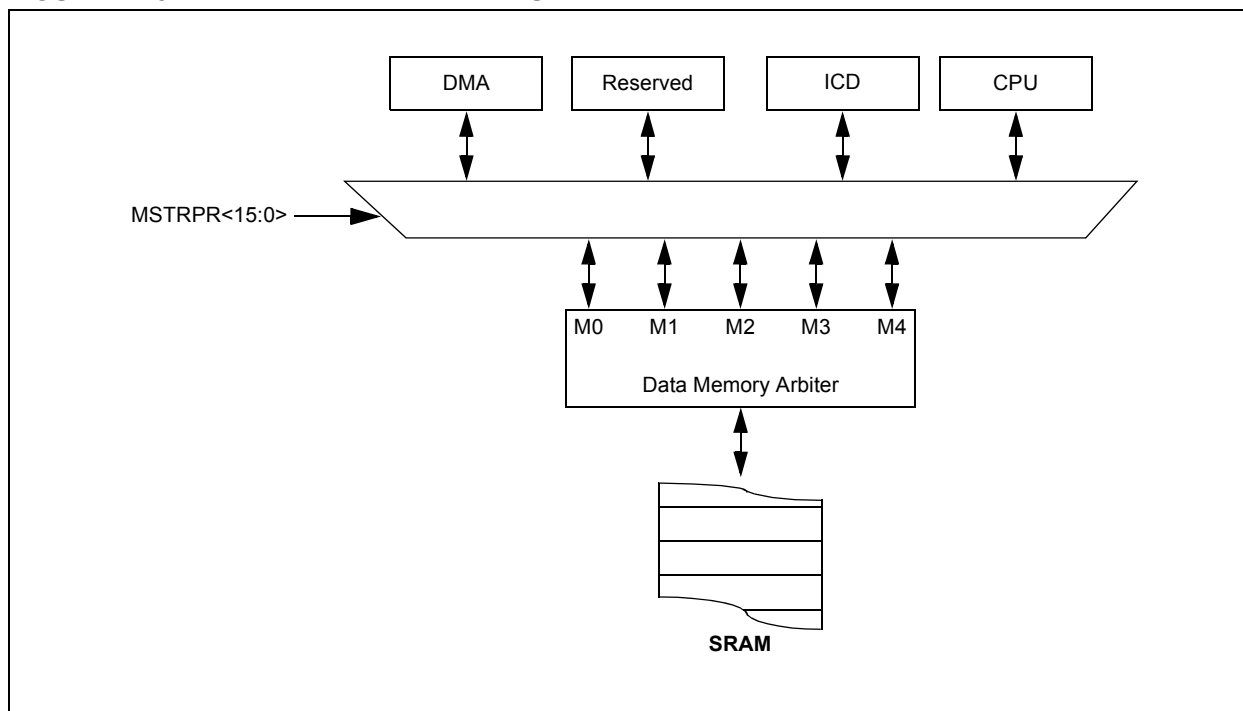 DMA
Reserved
ICD
CPU
MSTRPR<15:0>
M0 M1 M2 M3 M4
Data Memory Arbiter
SRAM